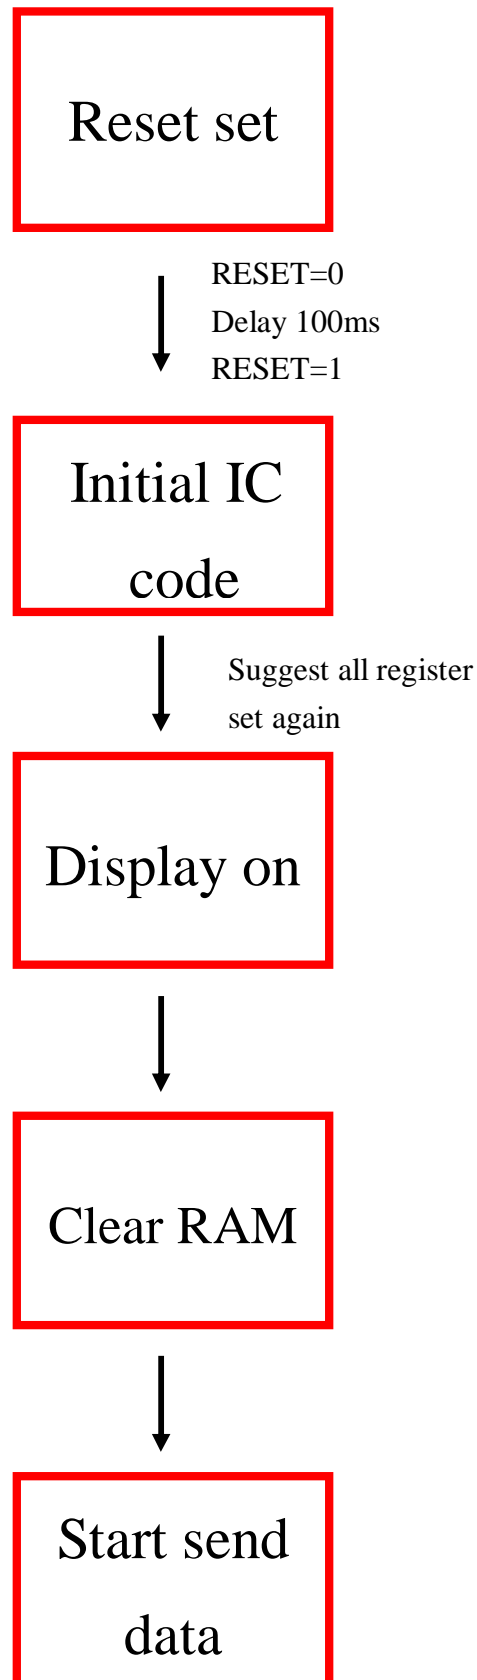 Reset set
RESET=0
Delay 100ms
RESET=1
Initial IC
code
Suggest all register
set again
Display on
Clear RAM
Start send
data